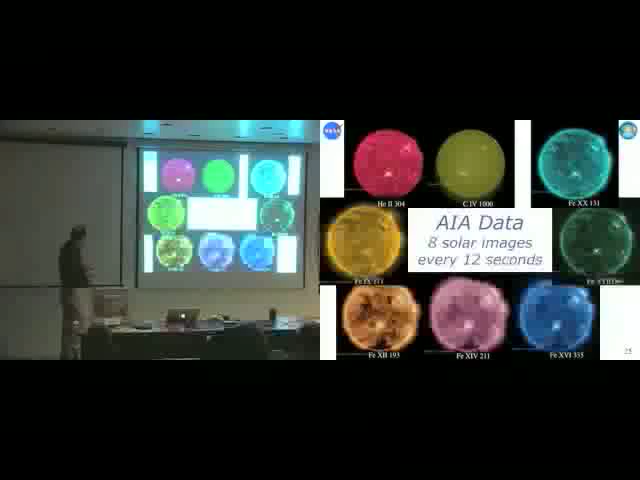 NASA
He II 304
C IV 1600
Fe XX 131
AIA Data
8 solar images
every 12 seconds
Fe IX 171
Fe XII 193
Fe XIV 211
Fe XVI 335
25